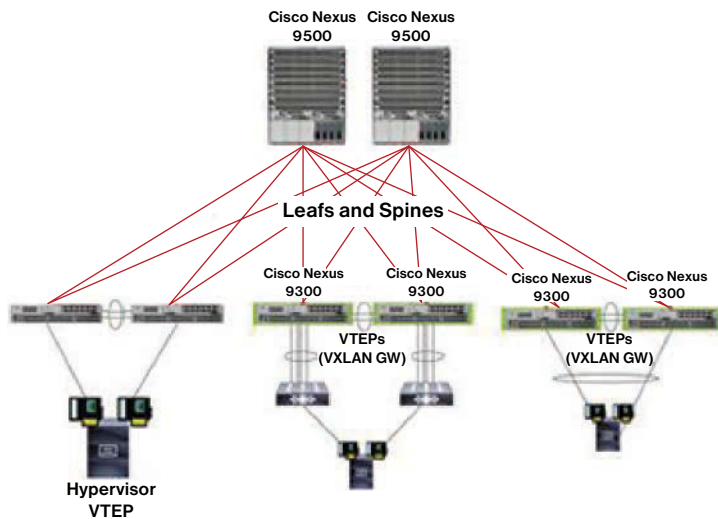 Cisco Nexus
9500
Cisco Nexus
9500
Leafs and Spines
Cisco Nexus
9300
Cisco Nexus
9300
Cisco Nexus
9300
Cisco Nexus
9300
VTEPs
(VXLAN GW)
VTEPs
(VXLAN GW)
Hypervisor
VTEP